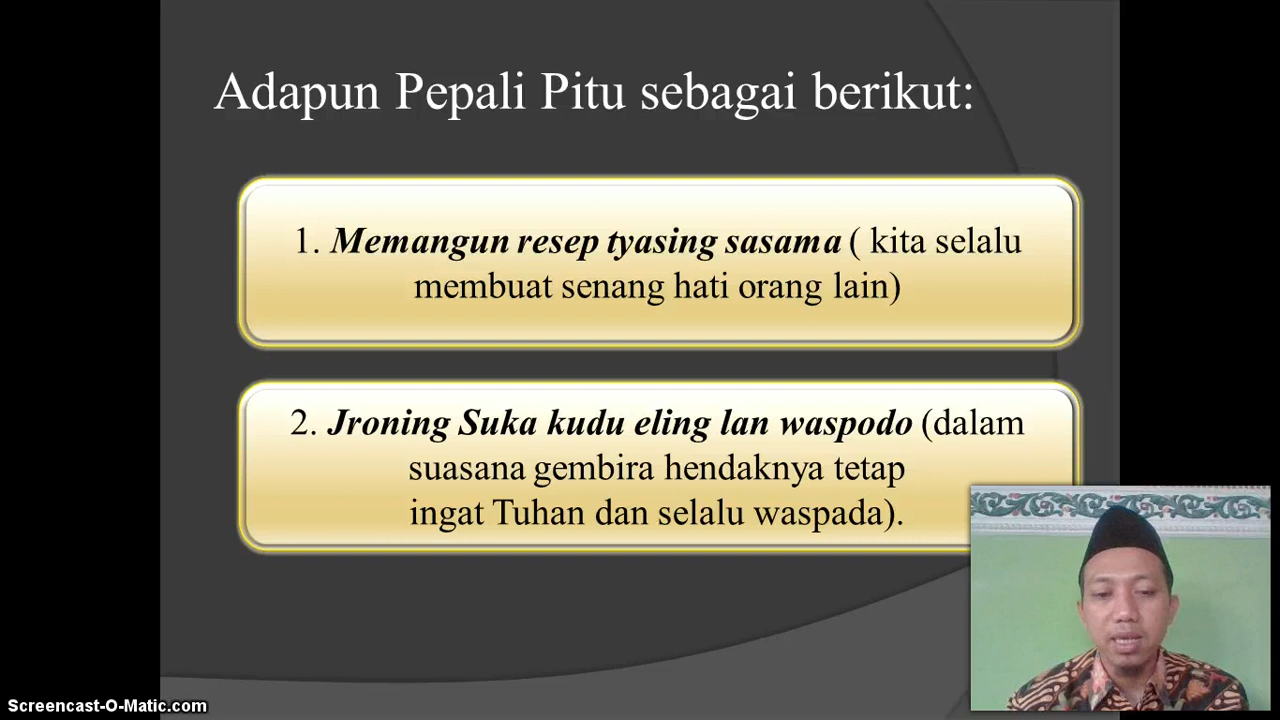 Adapun Pepali Pitu sebagai berikut:
1. Memangun resep tyasing sasama ( kita selalu
membuat senang hati orang lain)
2. Jroning Suka kudu eling lan waspodo (dalam
suasana gembira hendaknya tetap
ingat Tuhan dan selalu waspada).
Screencast-O-Matic.com